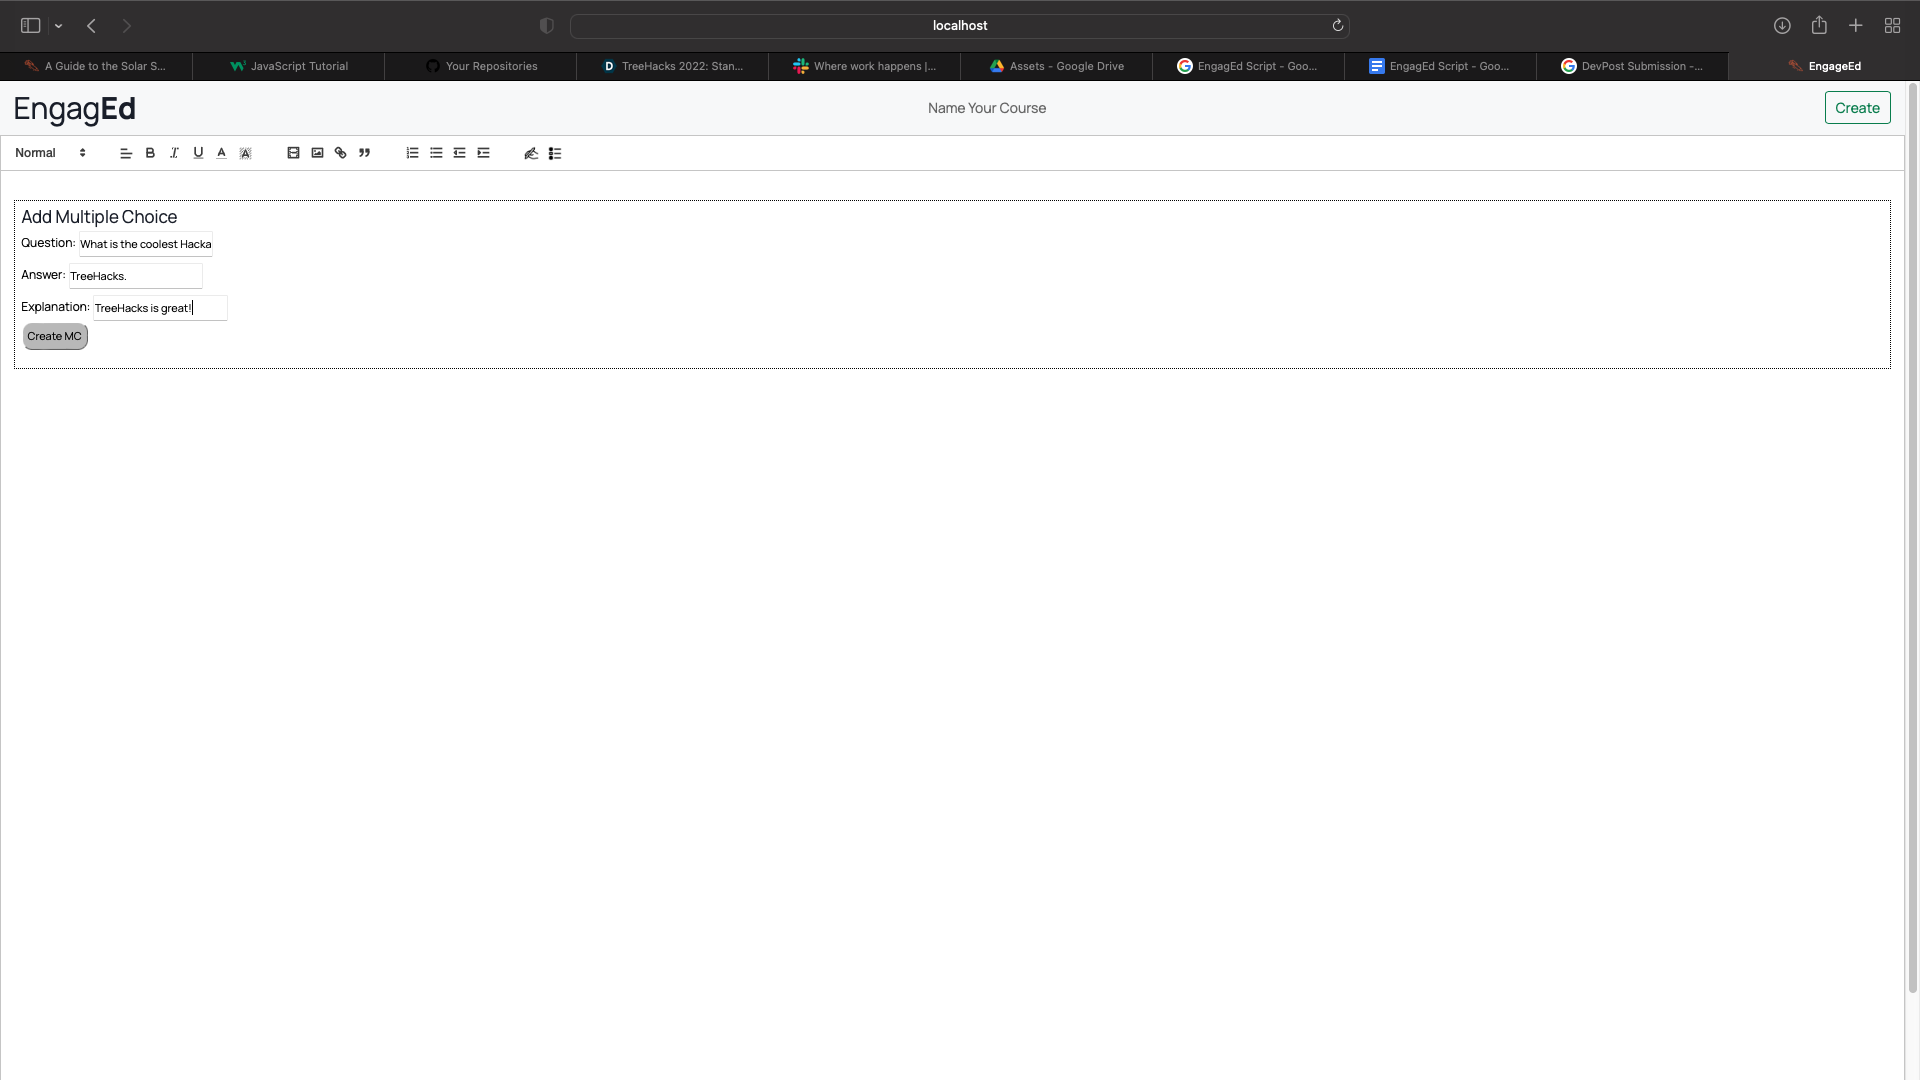 localhost
A Guide to the Solar S...
JavaScript Tutorial
Your Repositories
TreeHacks 2022: Stan...
Where work happens |...
Assets – Google Drive
EngagEd Script - Goo...
EngagEd Script - Goo...
DevPost Submission -...
EngageEd
EngagEd
Name Your Course
Create
Normal
Add Multiple Choice
Question: What is the coolest Hacka
Answer: TreeHacks.
Explanation: TreeHacks is great!
Create MC